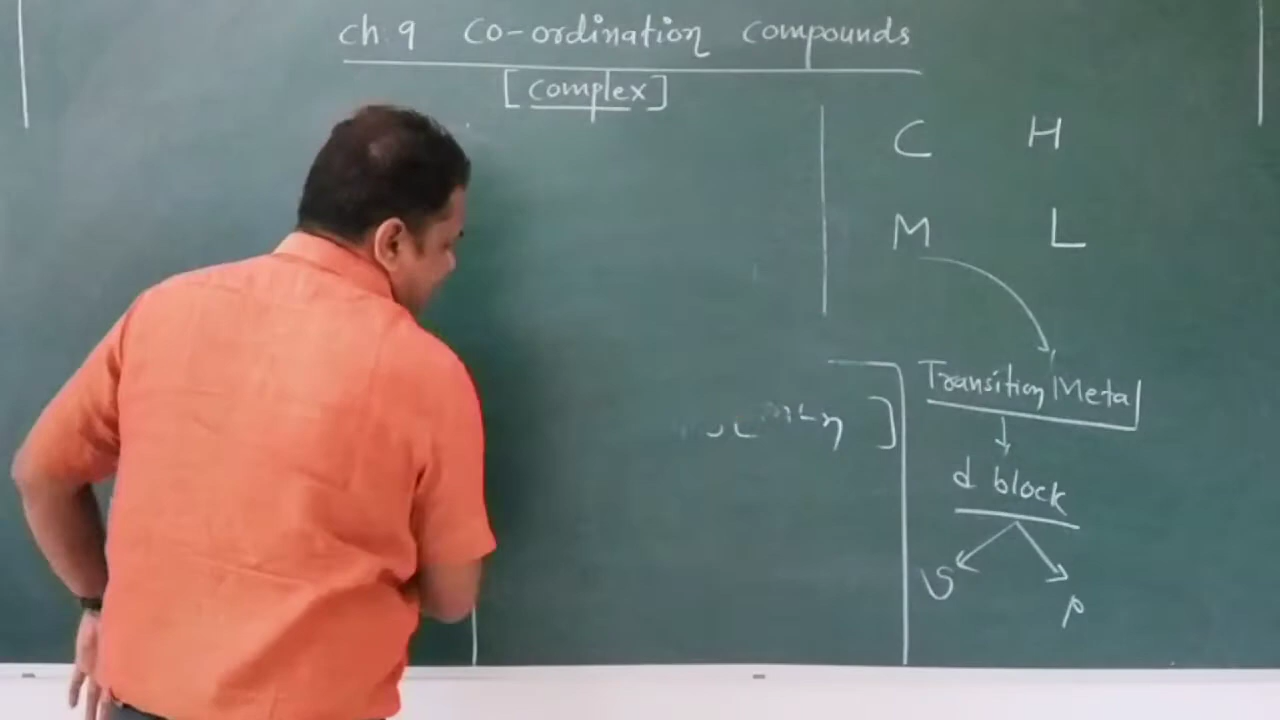 Ch. 9 Co-ordination Compounds
[Complex]
C H
M L
Transition Metal
d block
S P